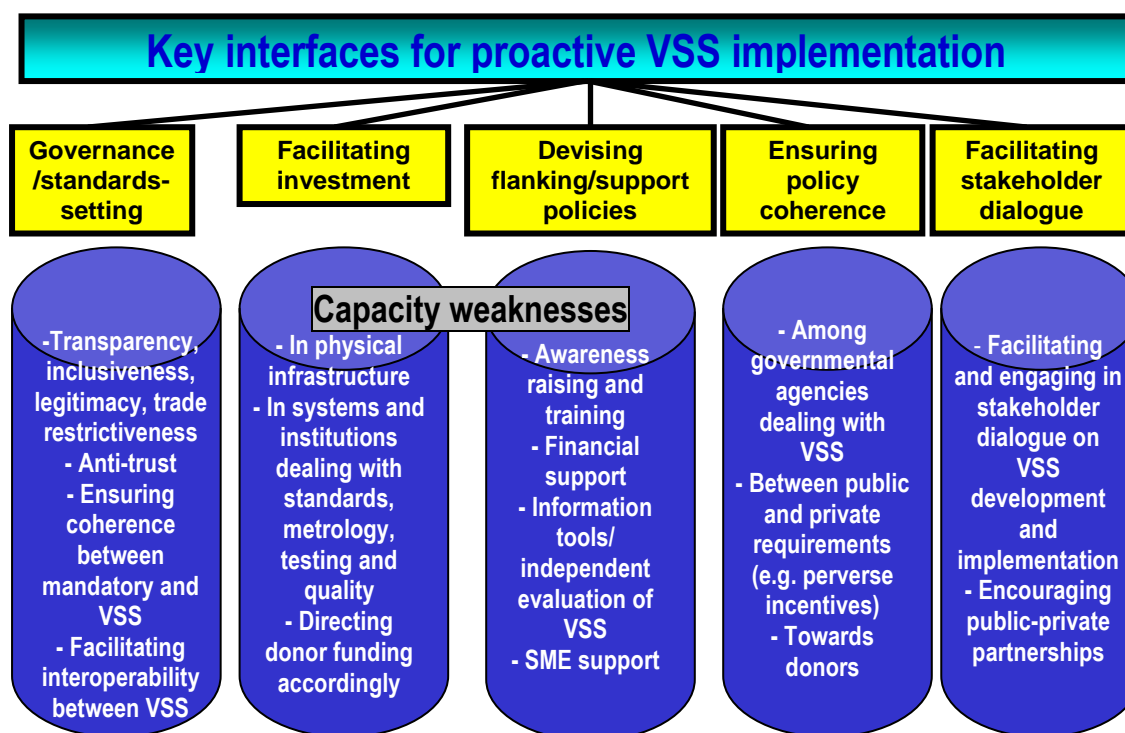 Key interfaces for proactive VSS implementation
Governance
/standards-
setting
Facilitating
investment
Devising
flanking/support
policies
Ensuring
policy
coherence
Facilitating
stakeholder
dialogue
Capacity weaknesses
-Transparency,
inclusiveness,
legitimacy, trade
restrictiveness
- Anti-trust
- Ensuring
coherence
between
mandatory and
VSS
- Facilitating
interoperability
between VSS
- In physical
infrastructure
- In systems and
institutions
dealing with
standards,
metrology,
testing and
quality
- Directing
donor funding
accordingly
- Awareness
raising and
training
- Financial
support
- Information
tools/
independent
evaluation of
VSS
- SME support
- Among
governmental
agencies
dealing with
VSS
- Between public
and private
requirements
(e.g. perverse
incentives)
- Towards
donors
- Facilitating
and engaging in
stakeholder
dialogue on
VSS
development
and
implementation
- Encouraging
public-private
partnerships